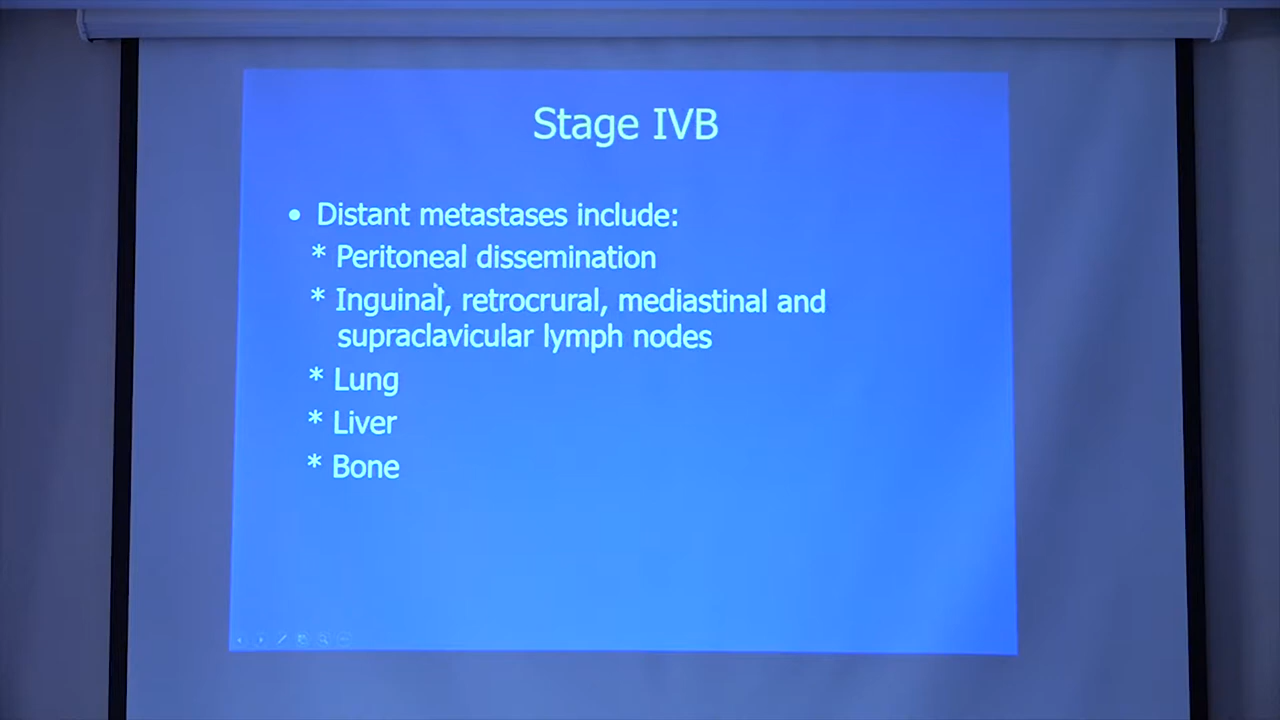 Stage IVB
• Distant metastases include:
* Peritoneal dissemination
* Inguinal, retrocrural, mediastinal and
supraclavicular lymph nodes
* Lung
* Liver
* Bone